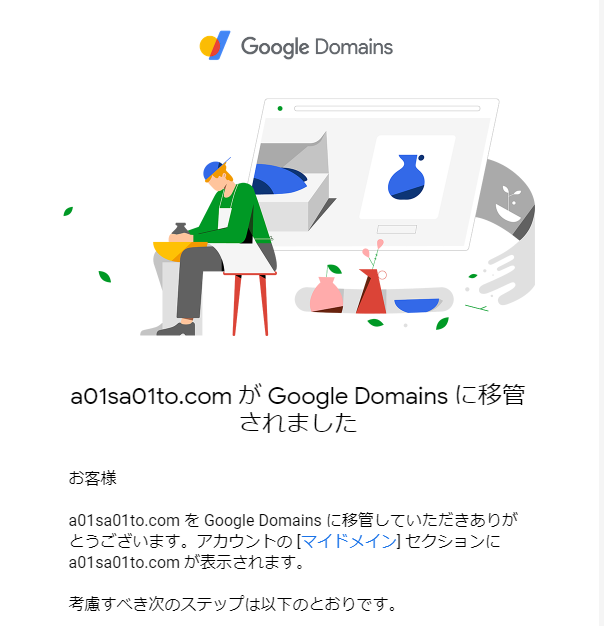 Google Domains
a01sa01to.com が Google Domains に移管
されました
お客様
a01sa01to.com を Google Domains に移管していただきありが
とうございます。アカウントの [マイドメイン] セクションに
a01sa01to.com が表示されます。
考慮すべき次のステップは以下のとおりです。